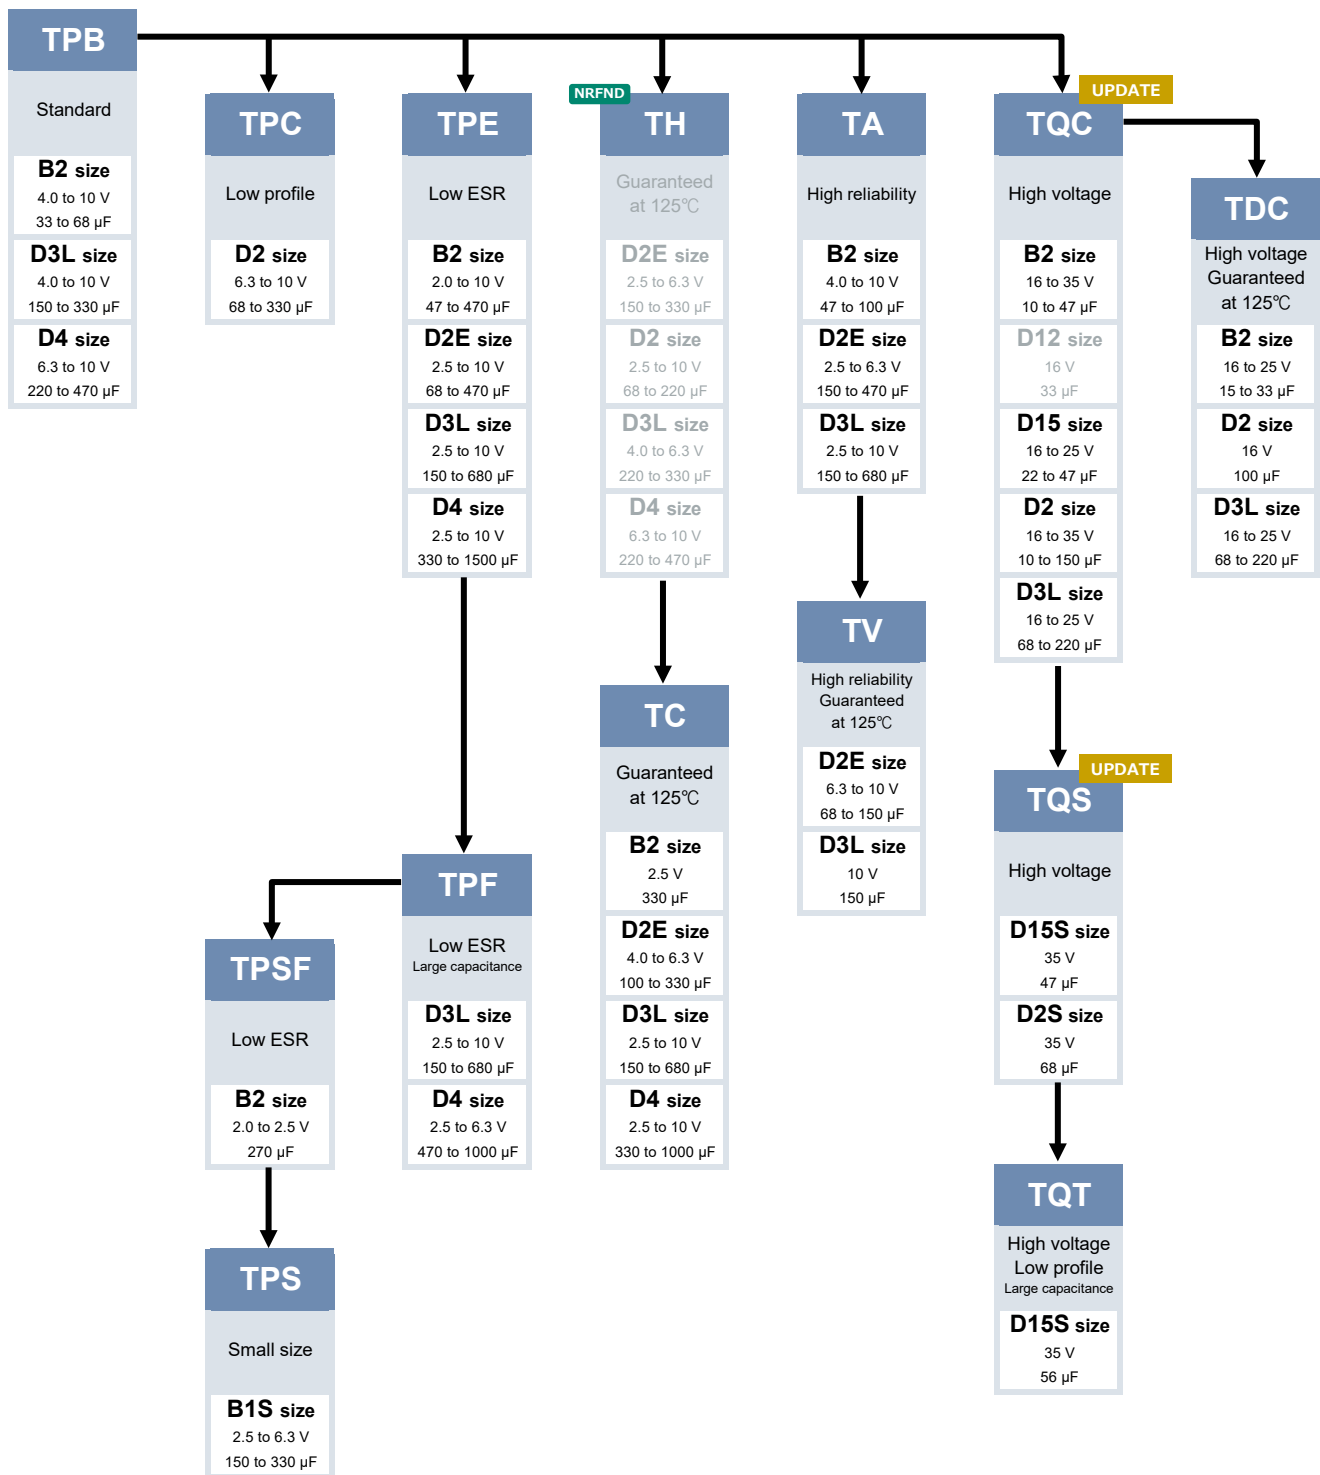 TPB
Standard
B2 size
4.0 to 10 V
33 to 68 μF
D3L size
4.0 to 10 V
150 to 330 μF
D4 size
6.3 to 10 V
220 to 470 μF
TPC
Low profile
D2 size
6.3 to 10 V
68 to 330 μF
TPE
Low ESR
B2 size
2.0 to 10 V
47 to 470 μF
D2E size
2.5 to 10 V
68 to 470 μF
D3L size
2.5 to 10 V
150 to 680 μF
D4 size
2.5 to 10 V
330 to 1500 μF
NRFND
TH
Guaranteed
at 125℃
D2E size
2.5 to 6.3 V
150 to 330 μF
D2 size
2.5 to 10 V
68 to 220 μF
D3L size
4.0 to 6.3 V
220 to 330 μF
D4 size
6.3 to 10 V
220 to 470 μF
TA
High reliability
B2 size
4.0 to 10 V
47 to 100 μF
D2E size
2.5 to 6.3 V
150 to 470 μF
D3L size
2.5 to 10 V
150 to 680 μF
UPDATE
TQC
High voltage
B2 size
16 to 35 V
10 to 47 μF
D12 size
16 V
33 μF
D15 size
16 to 25 V
22 to 47 μF
D2 size
16 to 35 V
10 to 150 μF
D3L size
16 to 25 V
68 to 220 μF
TDC
High voltage
Guaranteed
at 125℃
B2 size
16 to 25 V
15 to 33 μF
D2 size
16 V
100 μF
D3L size
16 to 25 V
68 to 220 μF
TV
High reliability
Guaranteed
at 125℃
D2E size
6.3 to 10 V
68 to 150 μF
D3L size
10 V
150 μF
TC
Guaranteed
at 125℃
B2 size
2.5 V
330 μF
D2E size
4.0 to 6.3 V
100 to 330 μF
D3L size
2.5 to 10 V
150 to 680 μF
D4 size
2.5 to 10 V
330 to 1000 μF
UPDATE
TQS
High voltage
D15S size
35 V
47 μF
D2S size
35 V
68 μF
TPF
Low ESR
Large capacitance
D3L size
2.5 to 10 V
150 to 680 μF
D4 size
2.5 to 6.3 V
470 to 1000 μF
TPSF
Low ESR
B2 size
2.0 to 2.5 V
270 μF
TQT
High voltage
Low profile
Large capacitance
D15S size
35 V
56 μF
TPS
Small size
B1S size
2.5 to 6.3 V
150 to 330 μF